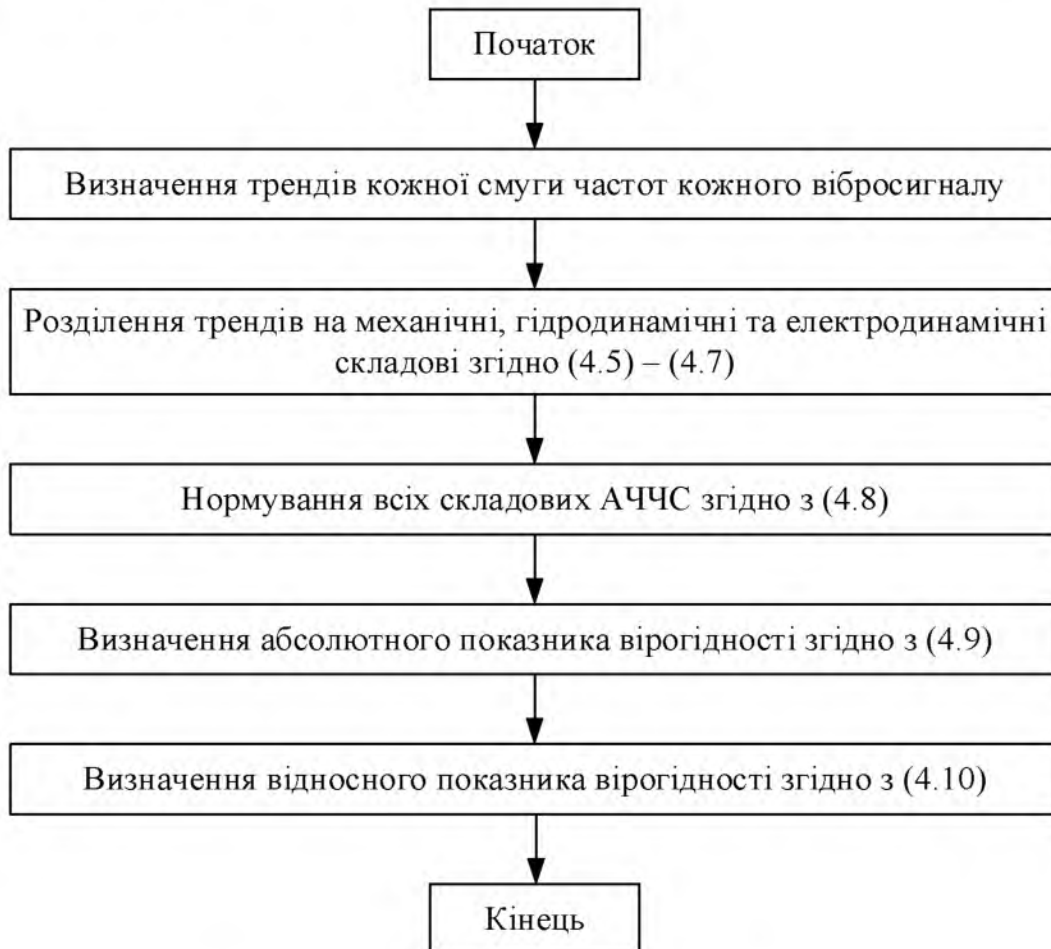 Початок
Визначення трендів кожної смуги частот кожного вібросигналу
Розділення трендів на механічні, гідродинамічні та електродинамічні
складові згідно (4.5) – (4.7)
Нормування всіх складових АЧЧС згідно з (4.8)
Визначення абсолютного показника вірогідності згідно з (4.9)
Визначення відносного показника вірогідності згідно з (4.10)
Кінець